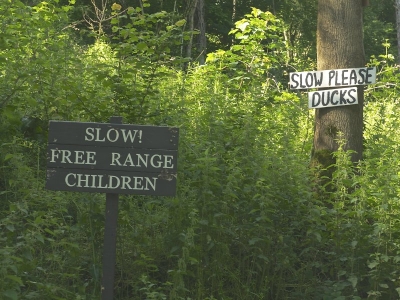 SLOW!
FREE RANGE
CHILDREN
SLOW PLEASE
DUCKS